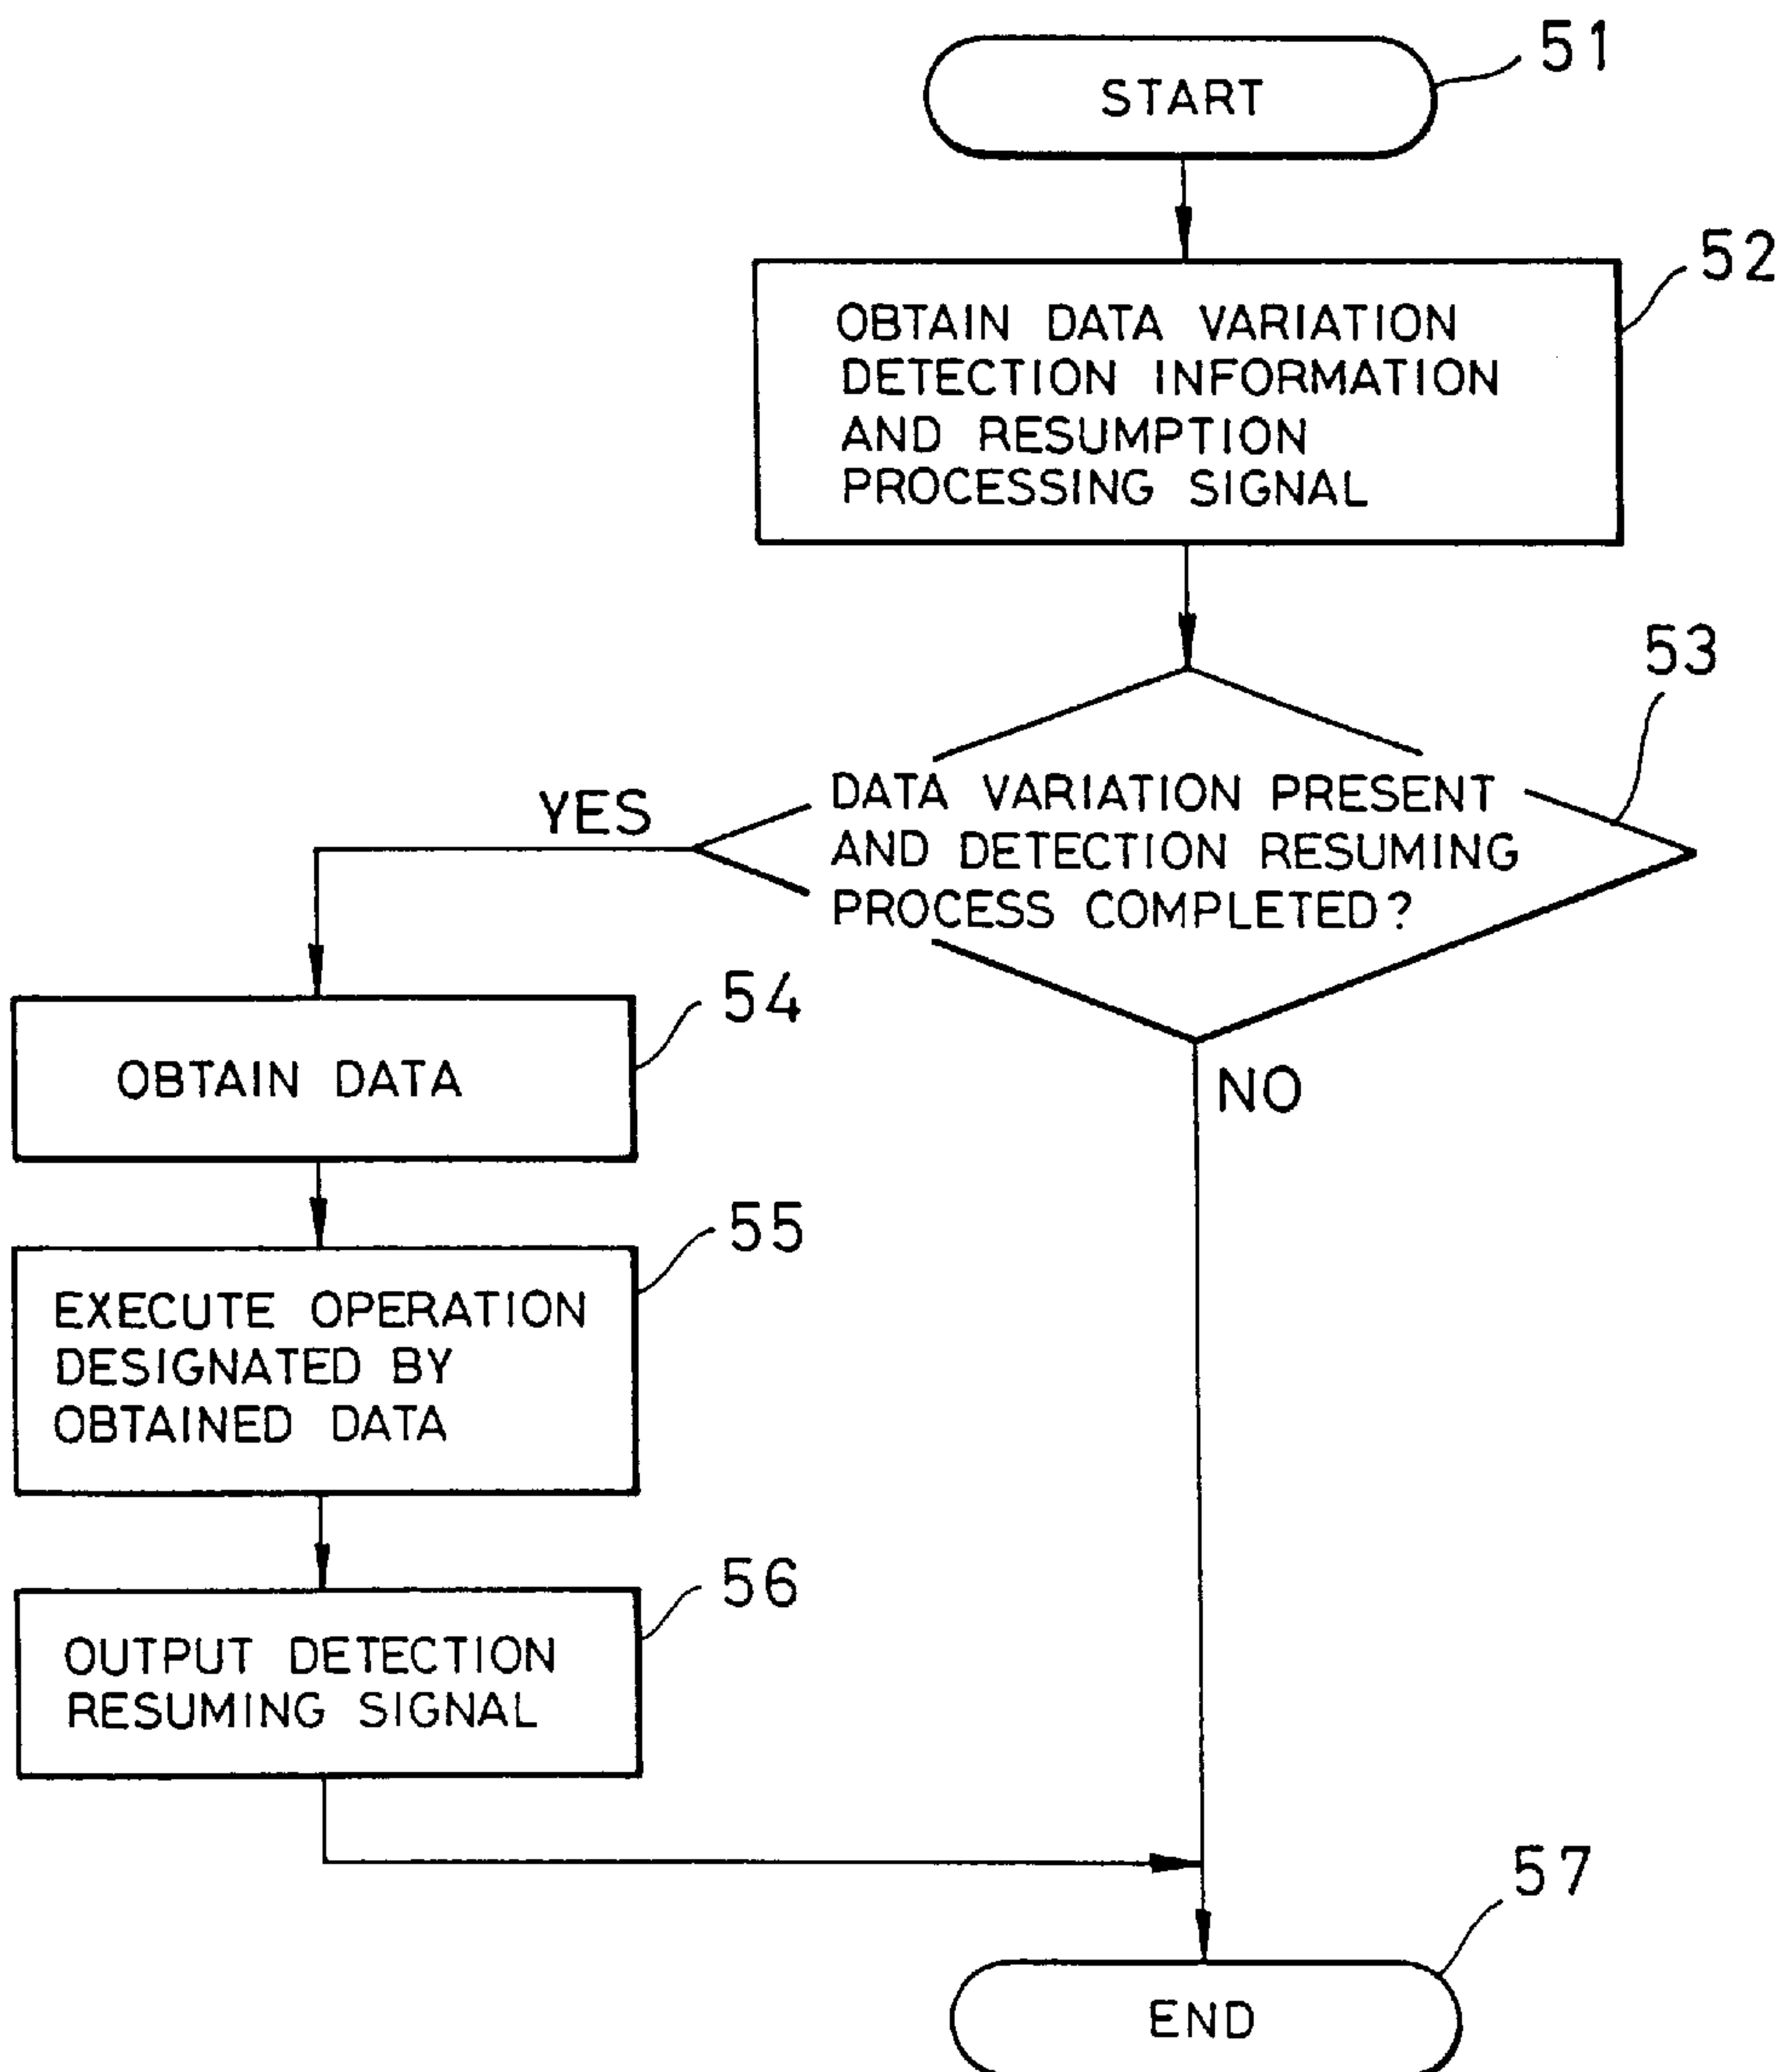 START
51
OBTAIN DATA VARIATION
DETECTION INFORMATION
AND RESUMPTION
PROCESSING SIGNAL
52
DATA VARIATION PRESENT
AND DETECTION RESUMING
PROCESS COMPLETED?
53
YES
NO
OBTAIN DATA
54
EXECUTE OPERATION
DESIGNATED BY
OBTAINED DATA
55
OUTPUT DETECTION
RESUMING SIGNAL
56
END
57